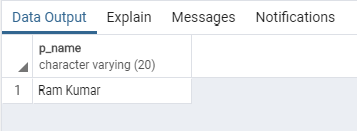 Data Output Explain Messages Notifications
p_name
character varying (20)
1 Ram Kumar